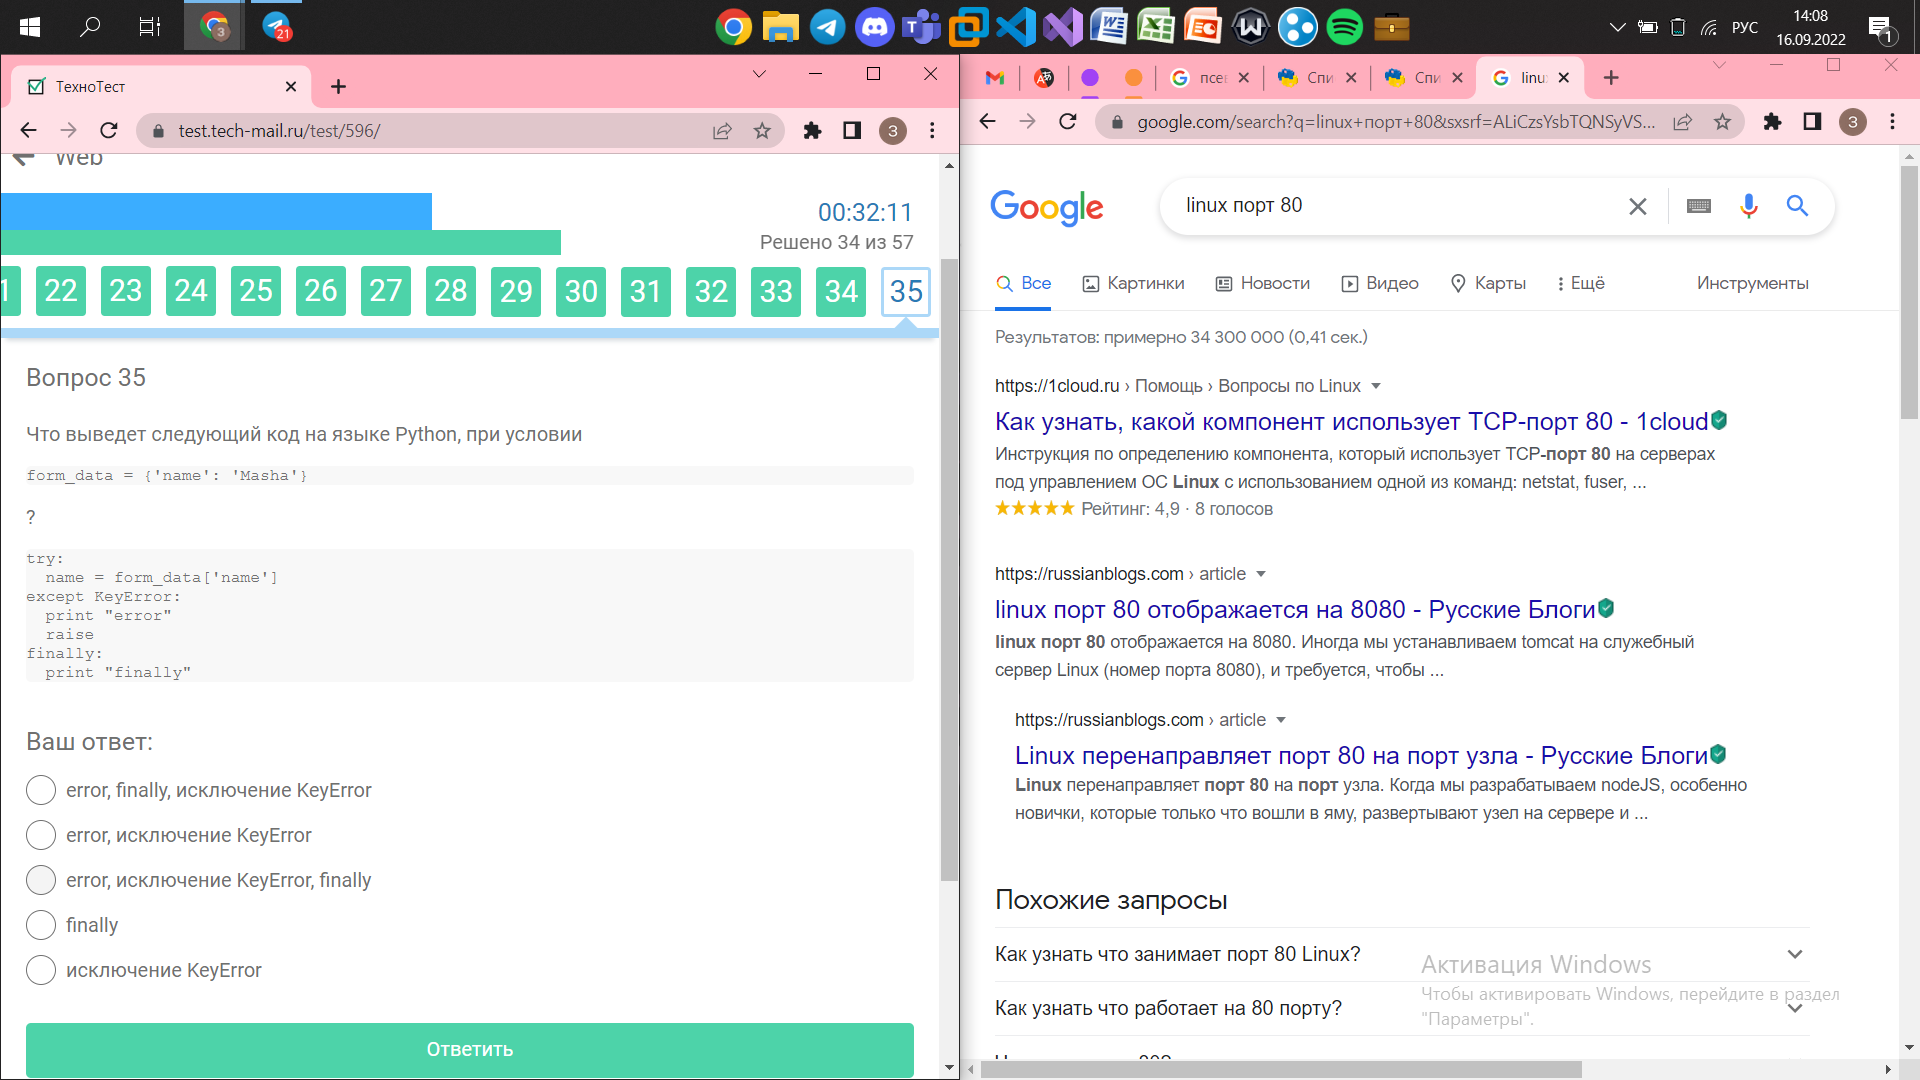 РУС
14:08
16.09.2022
1
3
21
ТехноТест
test.tech-mail.ru/test/596/
3
Web
00:32:11
Решено 34 из 57
22 23 24 25 26 27 28 29 30 31 32 33 34 35
Вопрос 35
Что выведет следующий код на языке Python, при условии
form_data = {'name': 'Masha'}
?
try:
name = form_data['name']
except KeyError:
print "error"
raise
finally:
print "finally"
Ваш ответ:
error, finally, исключение KeyError
error, исключение KeyError
error, исключение KeyError, finally
finally
исключение KeyError
Ответить
псе
Спи
Спи
linu
google.com/search?q=linux+порт+80&sxsrf=ALiCzsYsbTQNSyVS...
3
Google
linux порт 80
Все
Картинки
Новости
Видео
Карты
Ещё
Инструменты
Результатов: примерно 34 300 000 (0,41 сек.)
https://1cloud.ru › Помощь › Вопросы по Linux
Как узнать, какой компонент использует TCP-порт 80 - 1cloud
Инструкция по определению компонента, который использует TCP-порт 80 на серверах
под управлением ОС Linux с использованием одной из команд: netstat, fuser, ...
Рейтинг: 4,9 · 8 голосов
https://russianblogs.com › article
linux порт 80 отображается на 8080 - Русские Блоги
linux порт 80 отображается на 8080. Иногда мы устанавливаем tomcat на служебный
сервер Linux (номер порта 8080), и требуется, чтобы ...
https://russianblogs.com › article
Linux перенаправляет порт 80 на порт узла - Русские Блоги
Linux перенаправляет порт 80 на порт узла. Когда мы разрабатываем nodeJS, особенно
новички, которые только что вошли в яму, развертывают узел на сервере и ...
Похожие запросы
Как узнать что занимает порт 80 Linux?
Как узнать что работает на 80 порту?
Активация Windows
Чтобы активировать Windows, перейдите в раздел
"Параметры".